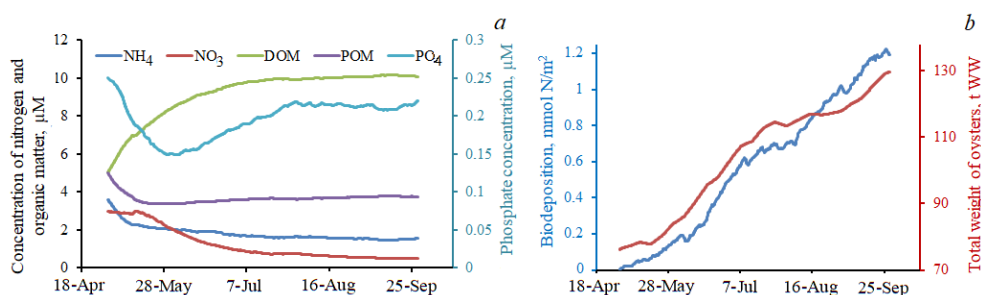 a
12
10
8
6
4
2
0
Concentration of nitrogen and
organic matter, µM
NH4 NO3 DOM POM PO4
0.3
0.25
0.2
0.15
0.1
0.05
0
Phosphate concentration, µM
18-Apr 28-May 7-Jul 16-Aug 25-Sep
b
1.2
1
0.8
0.6
0.4
0.2
0
Biodeposition, mmol N/m²
130
110
90
70
Total weight of oysters, t WW
18-Apr 28-May 7-Jul 16-Aug 25-Sep